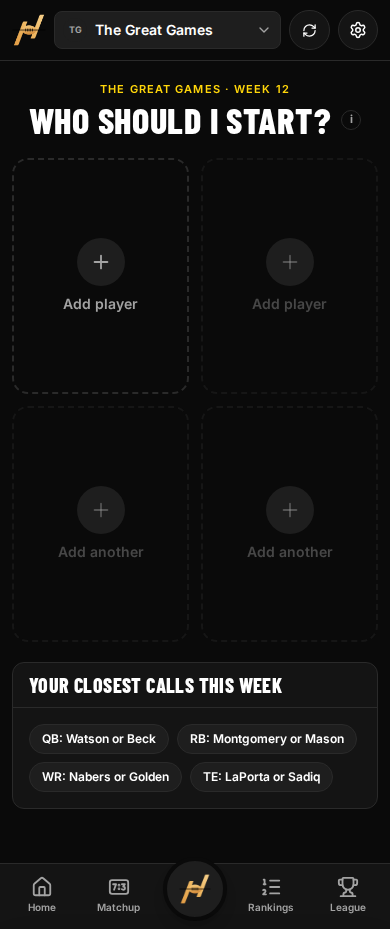 TG The Great Games
THE GREAT GAMES · WEEK 12
WHO SHOULD I START? i
Add player Add player
Add another Add another
YOUR CLOSEST CALLS THIS WEEK
QB: Watson or Beck RB: Montgomery or Mason
WR: Nabers or Golden TE: LaPorta or Sadiq
7:3
Home Matchup Rankings League